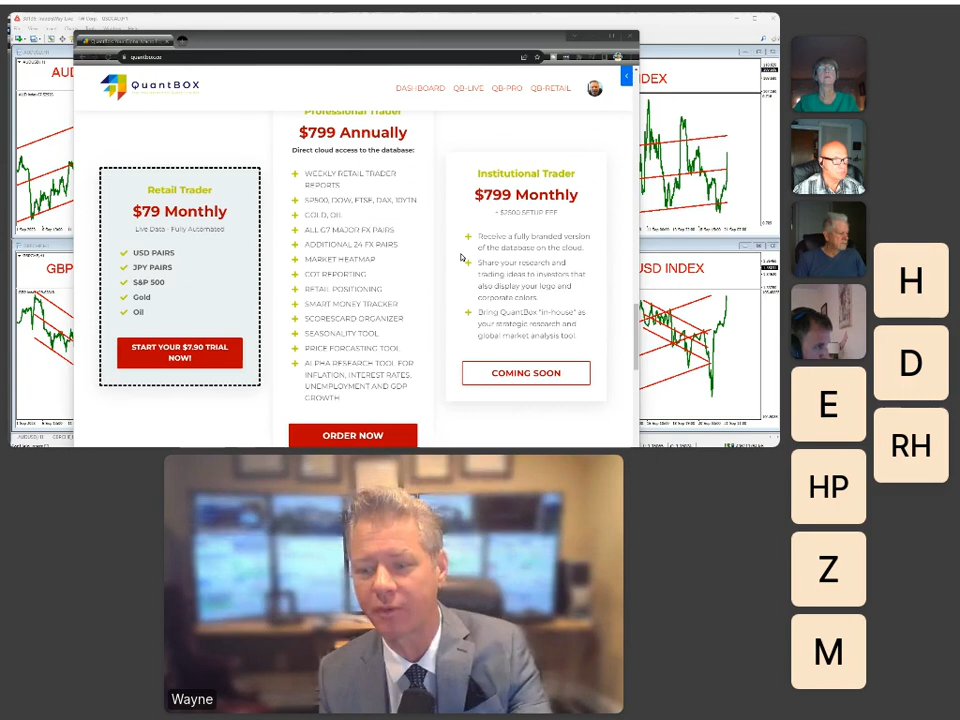 QuantBOX
quantbox.co
DASHBOARD QB-LIVE QB-PRO QB-RETAIL
AUD
DEX
GBP
USD INDEX
Retail Trader
$79 Monthly
Live Data - Fully Automated
USD PAIRS
JPY PAIRS
S&P 500
Gold
Oil
START YOUR $7.90 TRIAL
NOW!
Professional Trader
$799 Annually
Direct cloud access to the database:
WEEKLY RETAIL TRADER
REPORTS
SP500, DOW, FTSE, DAX, 10YTN
GOLD, OIL
ALL G7 MAJOR FX PAIRS
ADDITIONAL 24 FX PAIRS
MARKET HEATMAP
COT REPORTING
RETAIL POSITIONING
SMART MONEY TRACKER
SCORESCARD ORGANIZER
SEASONALITY TOOL
PRICE FORCASTING TOOL
ALPHA RESEARCH TOOL FOR
INFLATION, INTEREST RATES,
UNEMPLOYMENT AND GDP
GROWTH
ORDER NOW
Institutional Trader
$799 Monthly
+ $2500 SETUP FEE
Receive a fully branded version
of the database on the cloud.
Share your research and
trading ideas to investors that
also display your logo and
corporate colors.
Bring QuantBox "in-house" as
your strategic research and
global market analysis tool.
COMING SOON
Wayne
H
D
E
RH
HP
Z
M